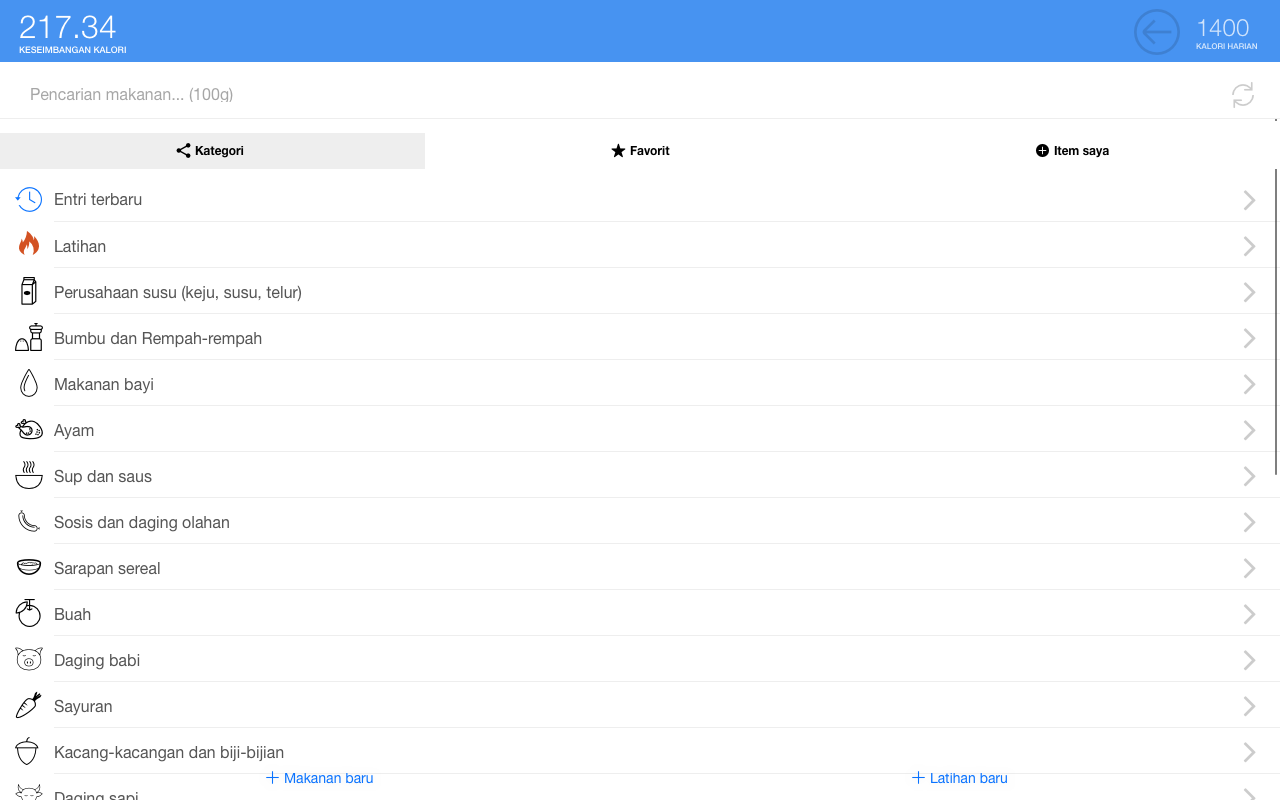 217.34
KESEIMBANGAN KALORI
1400
KALORI HARIAN
Pencarian makanan... (100g)
Kategori
Favorit
Item saya
Entri terbaru
Latihan
Perusahaan susu (keju, susu, telur)
Bumbu dan Rempah-rempah
Makanan bayi
Ayam
Sup dan saus
Sosis dan daging olahan
Sarapan sereal
Buah
Daging babi
Sayuran
Kacang-kacangan dan biji-bijian
Makanan baru
Latihan baru
Daging sapi